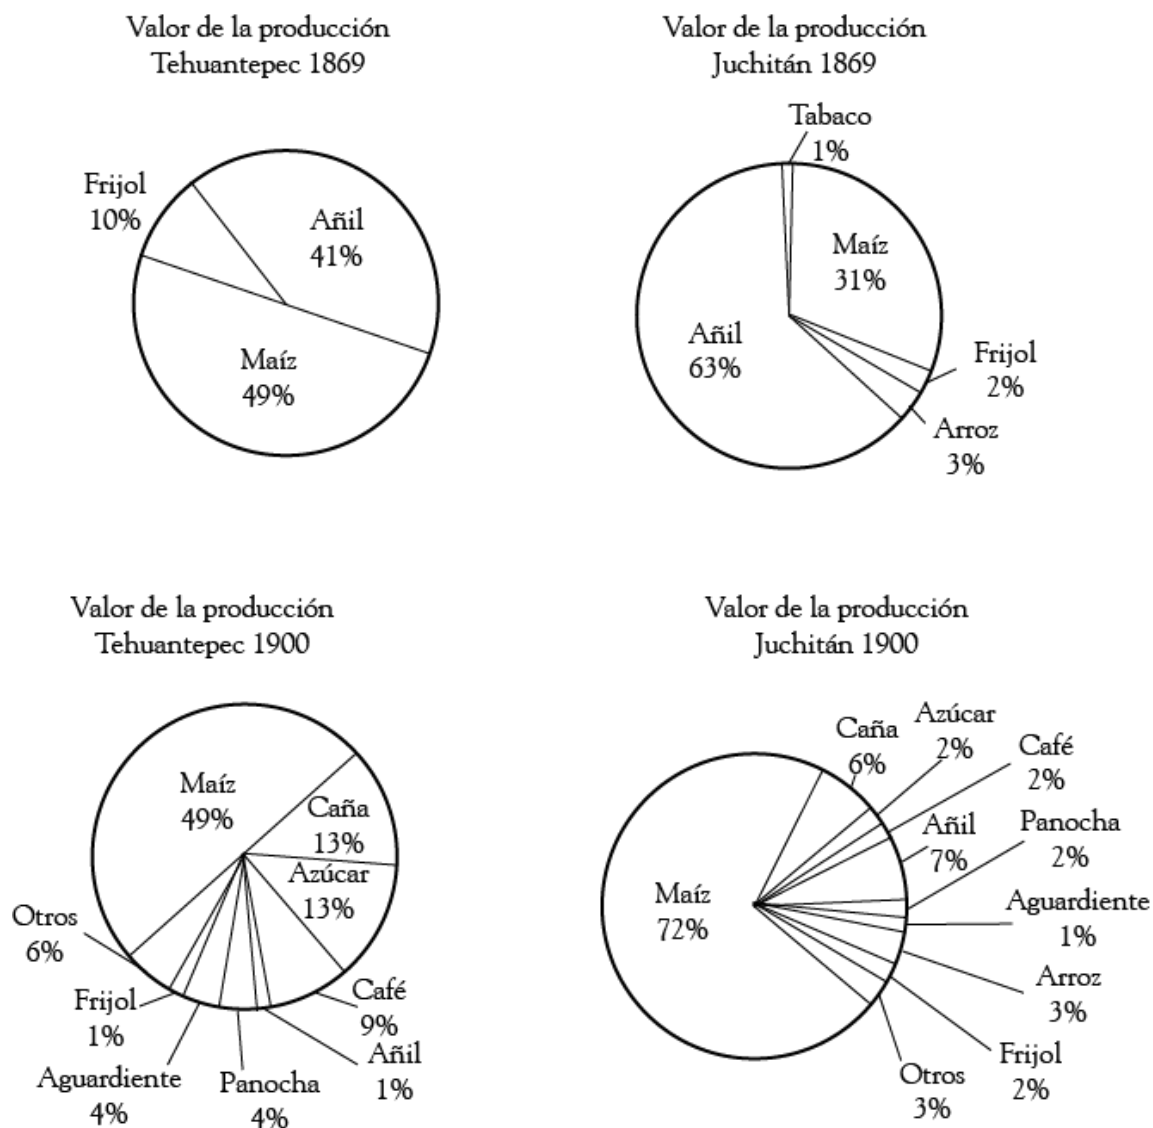 Valor de la producción
Tehuantepec 1869
Frijol
10%
Añil
41%
Maíz
49%
Valor de la producción
Juchitán 1869
Tabaco
1%
Maíz
31%
Añil
63%
Frijol
2%
Arroz
3%
Valor de la producción
Tehuantepec 1900
Maíz
49%
Caña
13%
Azúcar
13%
Otros
6%
Frijol
1%
Café
9%
Añil
1%
Aguardiente
4%
Panocha
4%
Valor de la producción
Juchitán 1900
Caña
6%
Azúcar
2%
Café
2%
Añil
7%
Panocha
2%
Maíz
72%
Aguardiente
1%
Arroz
3%
Frijol
2%
Otros
3%